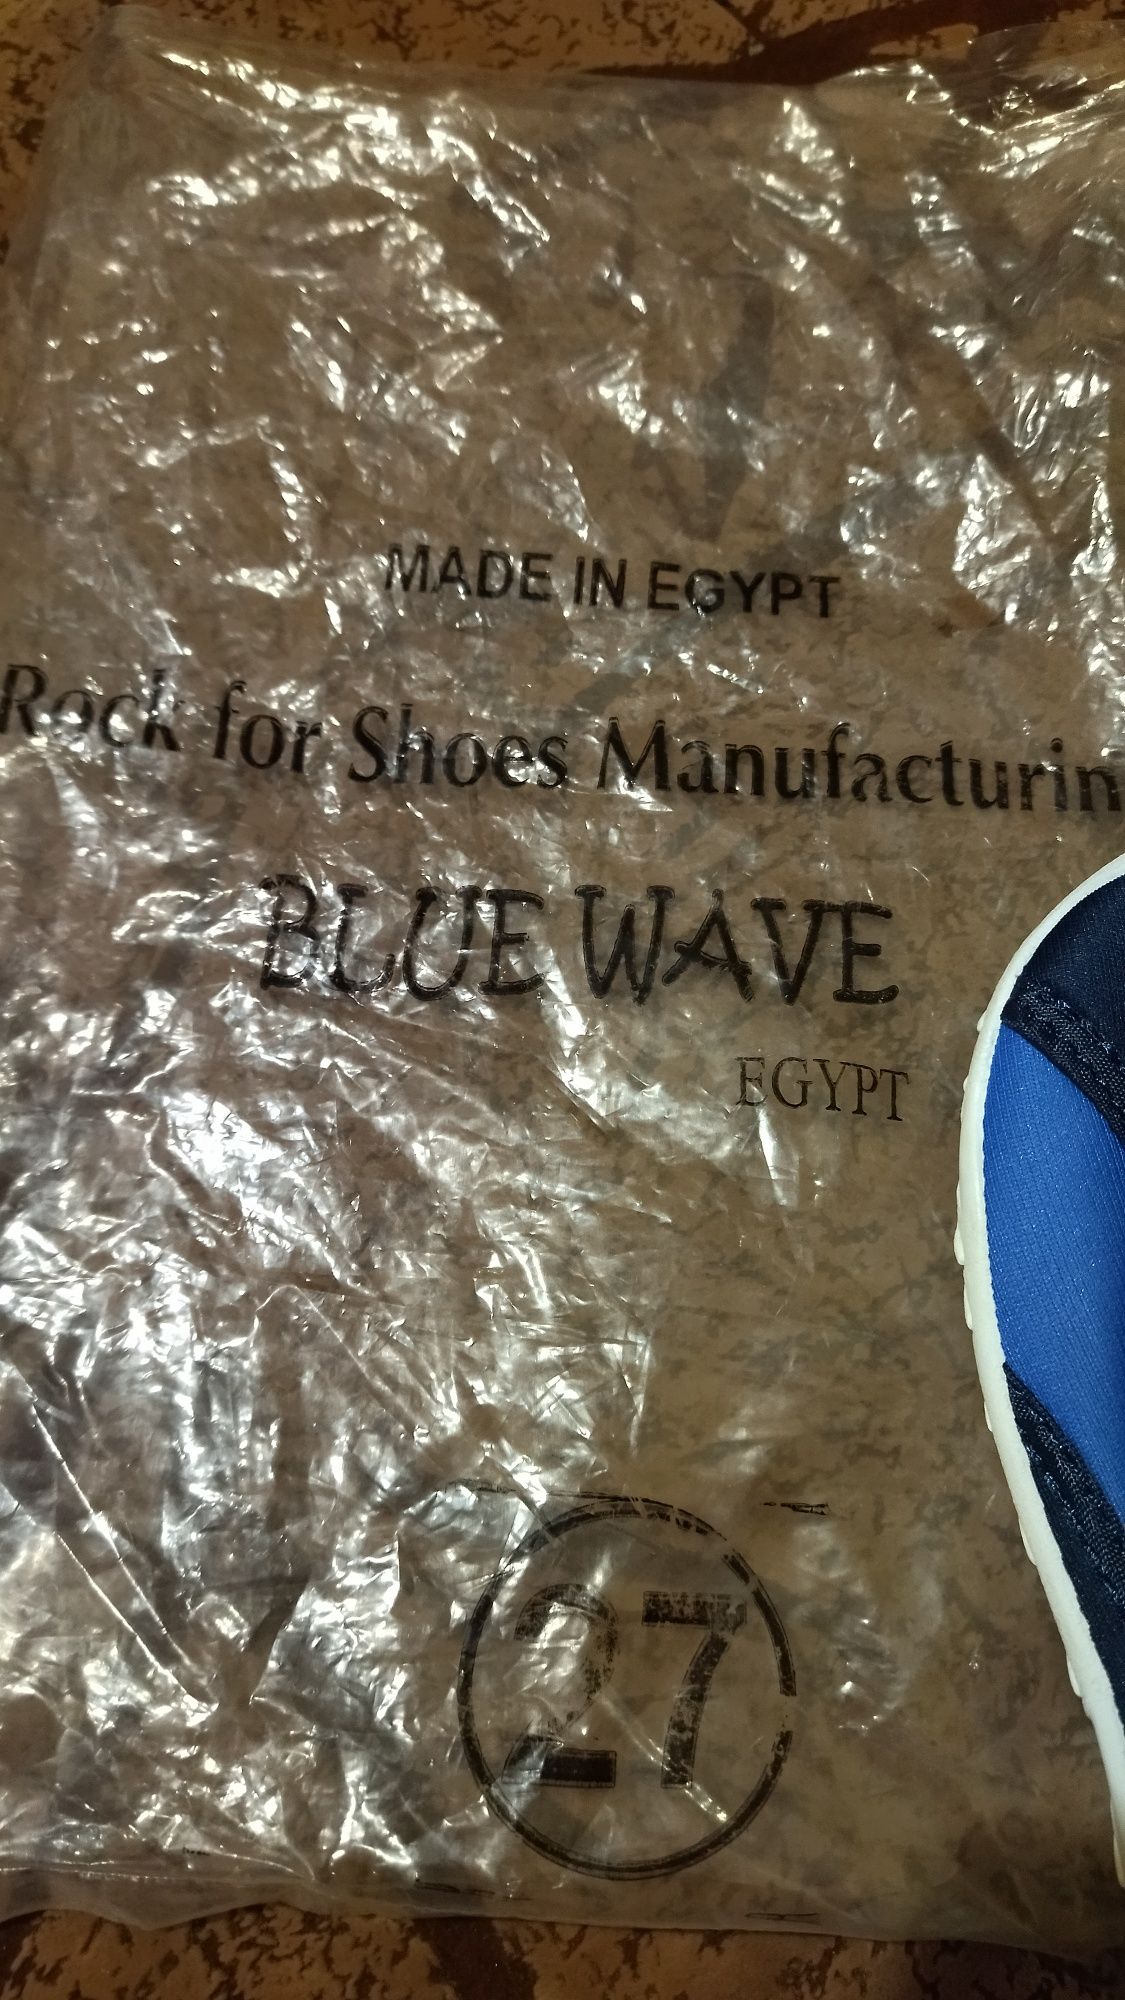 MADE IN EGYPT
Rock for Shoes Manufacturin
BLUE WAVE
EGYPT
27